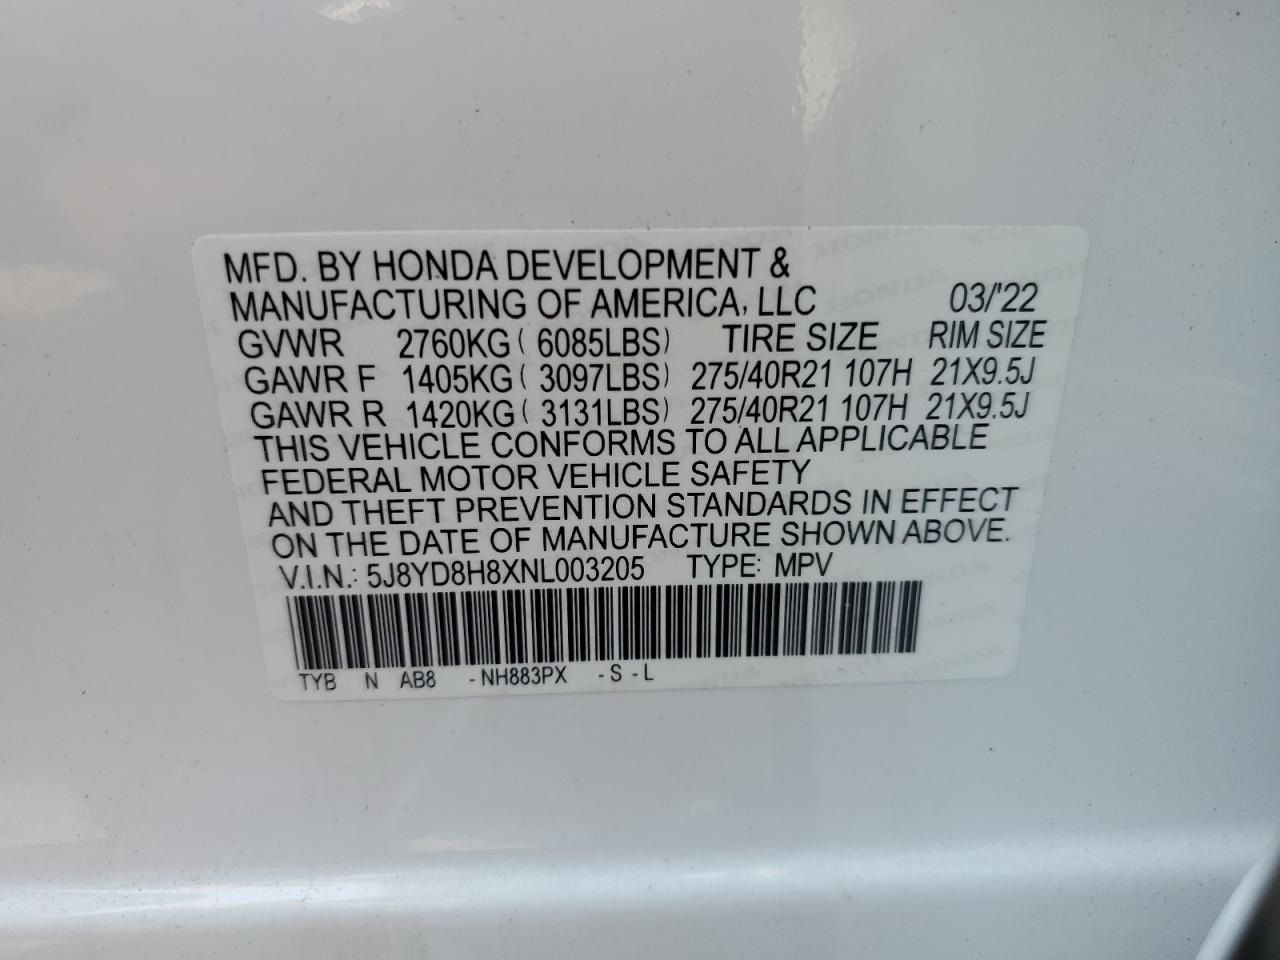 MFD. BY HONDA DEVELOPMENT &
MANUFACTURING OF AMERICA, LLC 03/'22
GVWR 2760KG ( 6085LBS) TIRE SIZE RIM SIZE
GAWR F 1405KG ( 3097LBS) 275/40R21 107H 21X9.5J
GAWR R 1420KG ( 3131LBS) 275/40R21 107H 21X9.5J
THIS VEHICLE CONFORMS TO ALL APPLICABLE
FEDERAL MOTOR VEHICLE SAFETY
AND THEFT PREVENTION STANDARDS IN EFFECT
ON THE DATE OF MANUFACTURE SHOWN ABOVE.
V.I.N.: 5J8YD8H8XNL003205 TYPE: MPV
TYB N AB8 -NH883PX -S -L